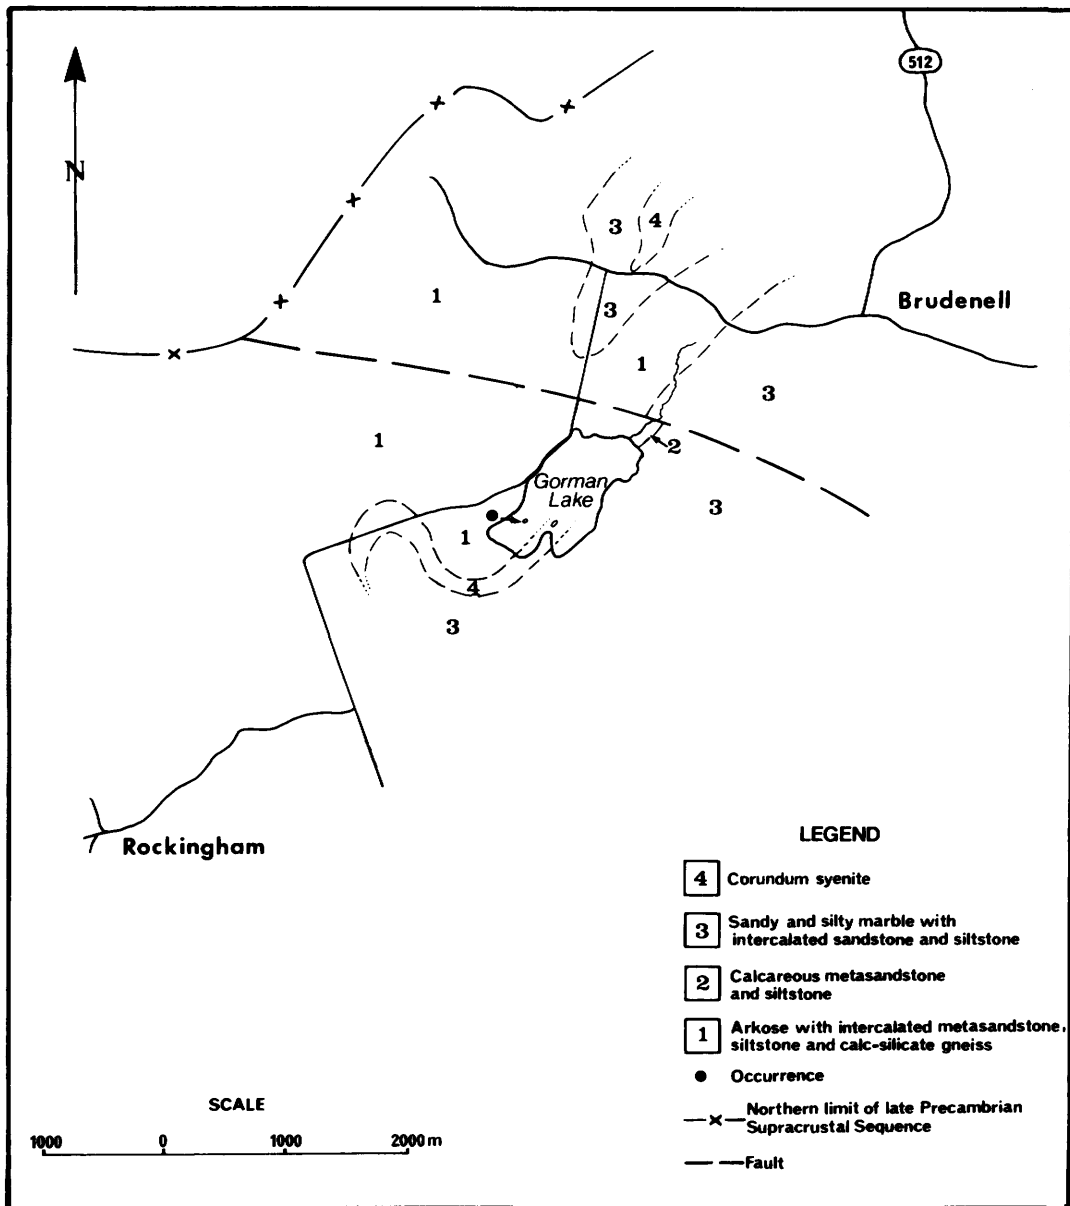 512
N
3
4
1
3
Brudenell
1
3
1
2
Gorman
Lake
3
1
4
3
Rockingham
LEGEND
4 Corundum syenite
3 Sandy and silty marble with
intercalated sandstone and siltstone
2 Calcareous metasandstone
and siltstone
1 Arkose with intercalated metasandstone,
siltstone and calc-silicate gneiss
Occurrence
Northern limit of late Precambrian
Supracrustal Sequence
Fault
SCALE
1000 0 1000 2000 m